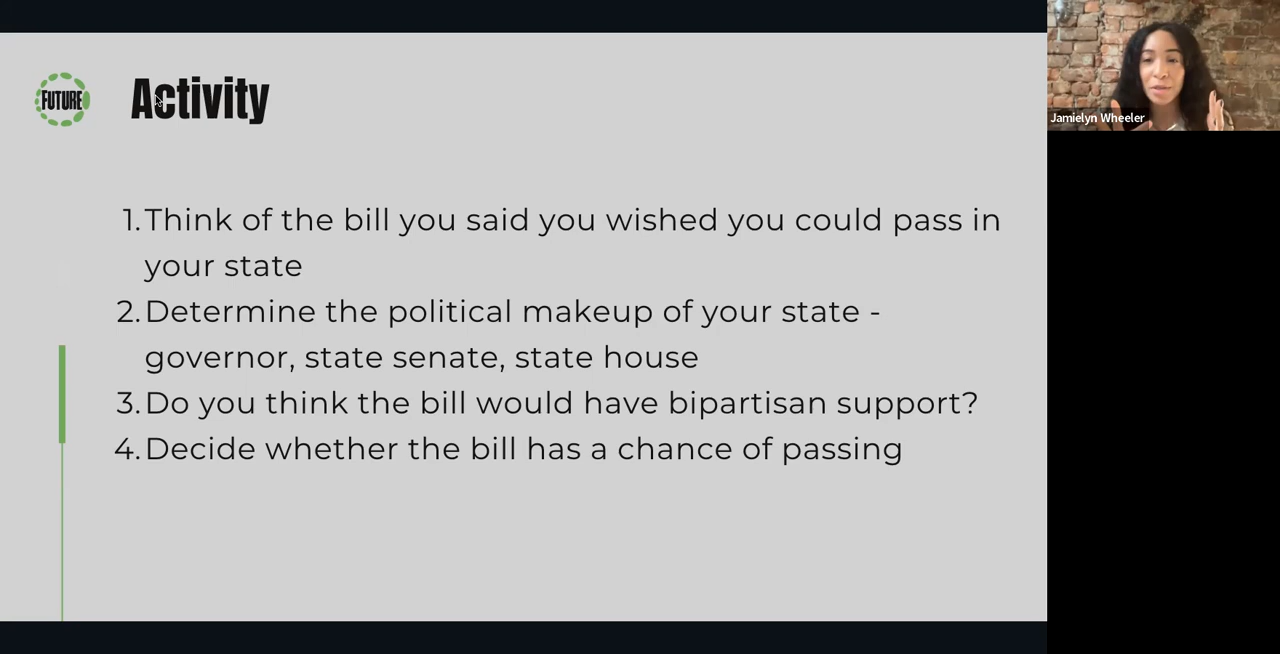 FUTURE
Activity
1. Think of the bill you said you wished you could pass in
your state
2. Determine the political makeup of your state -
governor, state senate, state house
3. Do you think the bill would have bipartisan support?
4. Decide whether the bill has a chance of passing
Jamielyn Wheeler